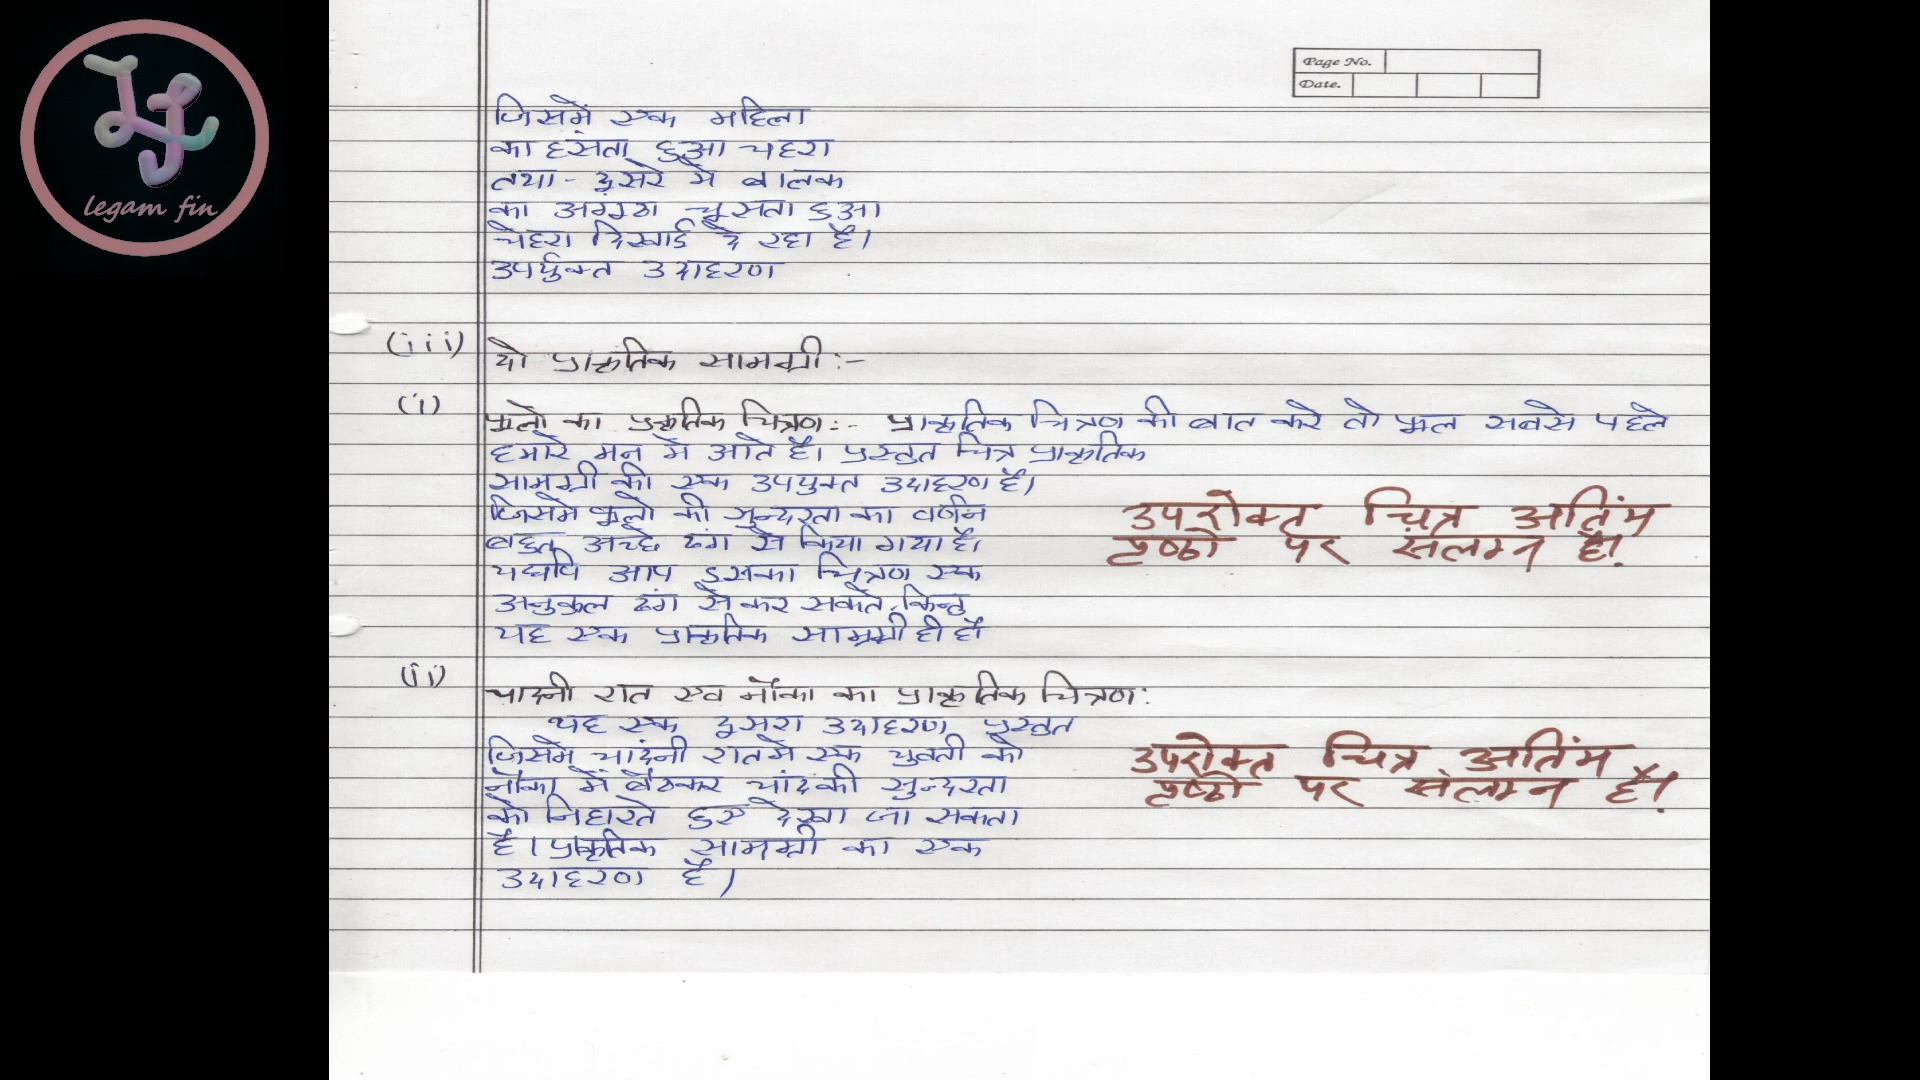 legam fin
Page No.
Date.
जिसमें एक महिला
का हसता हुआ चहरा
तथा - दुसरे मे बालक
का अगुठा चूसता हुआ
चेहरा दिखाई दे रहा है।
उपर्युक्त उदाहरण
(iii) दो प्राकृतिक सामग्री:-
(i) फूलो का प्रकृतिक चित्रण:- प्राकृतिक चित्रण की बात करे तो फूल सबसे पहले
हमारे मन मे आते है। प्रस्तुत चित्र प्राकृतिक
सामग्री की एक उपयुक्त उदाहरण है।
जिसमे फूलो की सुन्दरता का वर्णन
बहुत अच्छे ढंग से किया गया है।
यद्यपि आप इसका चित्रण एक
अनुकुल ढंग से कर सकते, किन्तु
यह एक प्राकृतिक सामग्री ही है
उपरोक्त चित्र अतिंम
पृष्ठो पर संलग्न है।
(ii) चादनी रात एव नौका का प्राकृतिक चित्रण:
यह एक दुसरा उदाहरण प्रस्तुत
जिसमें चांदनी रात मे एक युवती को
नौका में बैठकर चांद की सुन्दरता
को निहारते हुए देखा जा सकता
है। प्राकृतिक सामग्री का एक
उदाहरण है।
उपरोक्त चित्र अतिंम
पृष्ठो पर संलग्न है।